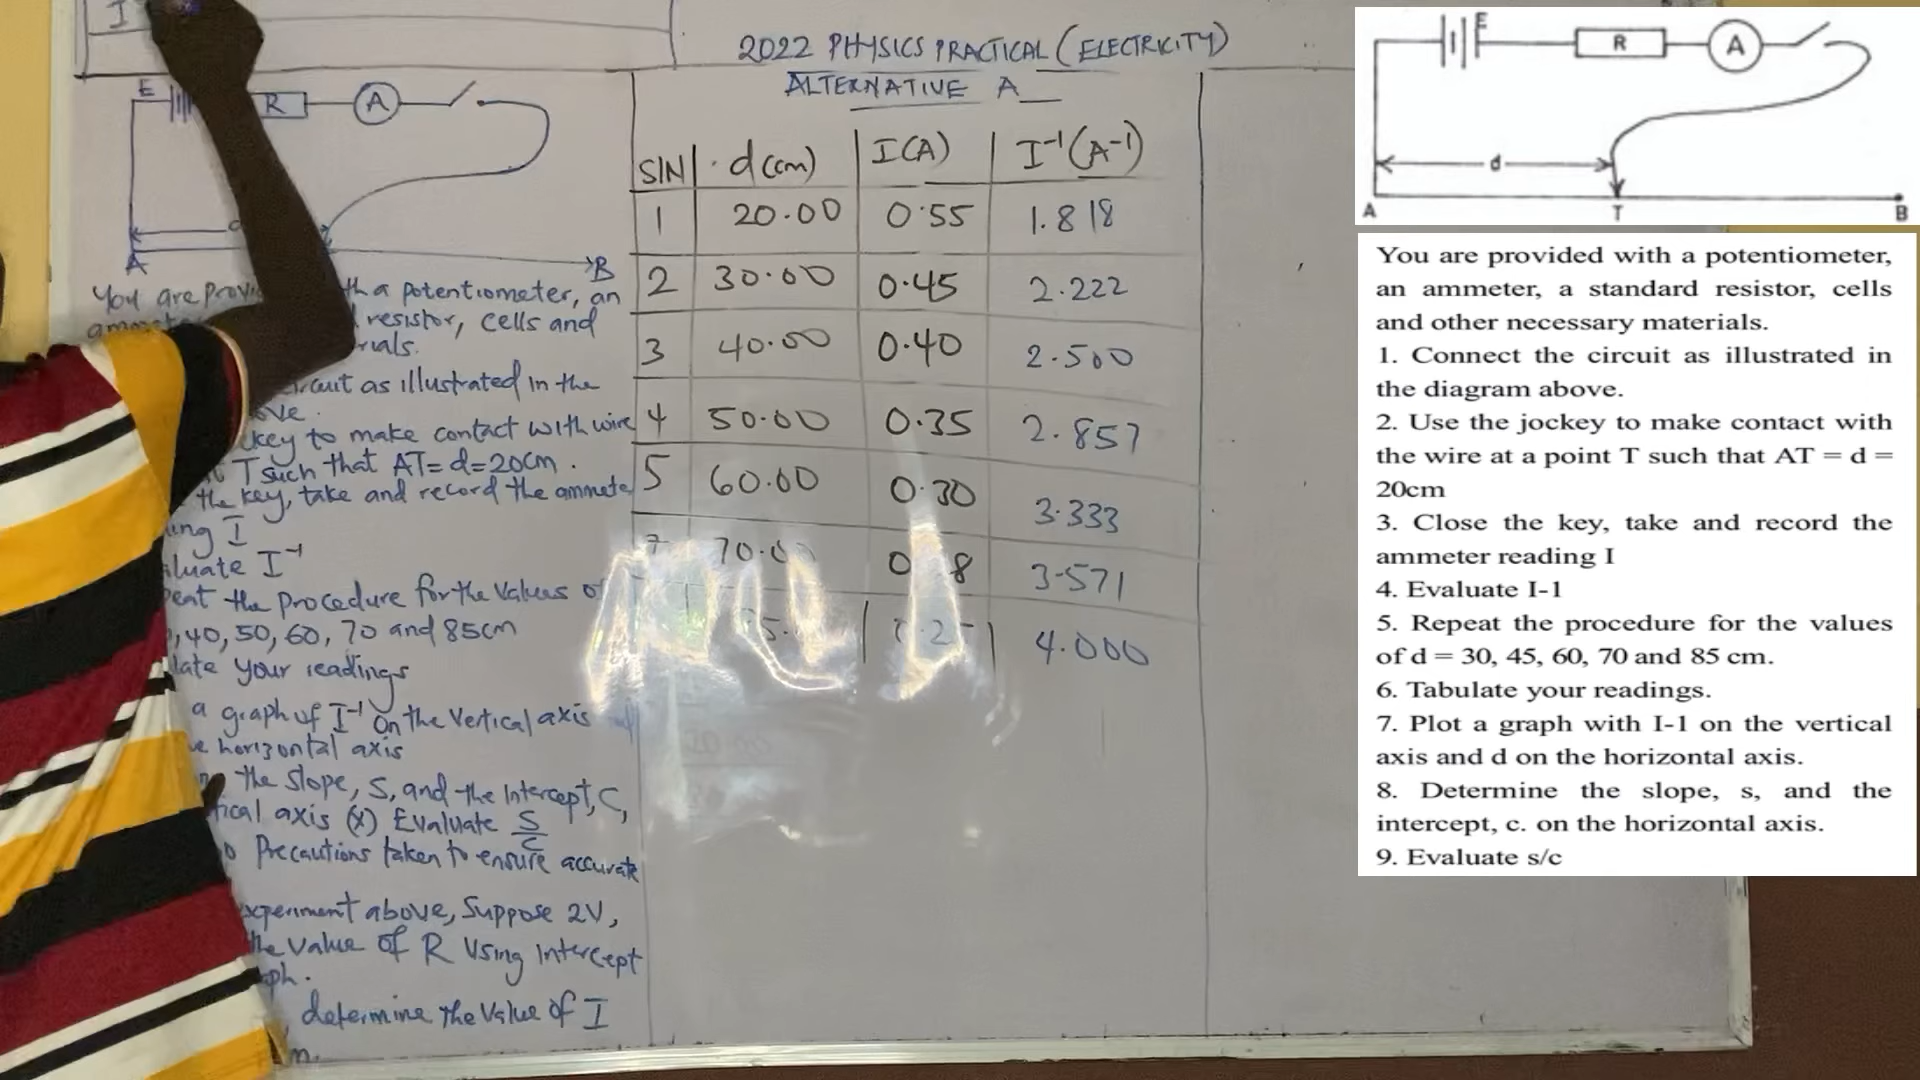 I
2022 PHYSICS PRACTICAL (ELECTRICITY)
ALTERNATIVE A
E R A
d
A B
You are provi th a potentiometer, an
resistor, cells and
rials.
ircuit as illustrated in the
ove.
key to make contact with wire
T such that AT=d=20cm.
the key, take and record the ammete
ing I
luate I⁻¹
peat the procedure for the values of
,40, 50, 60, 70 and 85cm
late your readings
a graph of I⁻¹ on the vertical axis
e horizontal axis
the slope, S, and the Intercept, C,
tical axis (x) Evaluate S/C
Precautions taken to ensure accurate
xperiment above, Suppose 2V,
the value of R Using Intercept
ph.
, determine the value of I
m.
S/N d(cm) I(A) I⁻¹(A⁻¹)
1 20.00 0.55 1.818
2 30.00 0.45 2.222
3 40.00 0.40 2.500
4 50.00 0.35 2.857
5 60.00 0.30 3.333
70.0 0 8 3.571
5. .2 4.000
E R A
d
A T B
You are provided with a potentiometer,
an ammeter, a standard resistor, cells
and other necessary materials.
1. Connect the circuit as illustrated in
the diagram above.
2. Use the jockey to make contact with
the wire at a point T such that AT = d =
20cm
3. Close the key, take and record the
ammeter reading I
4. Evaluate I-1
5. Repeat the procedure for the values
of d = 30, 45, 60, 70 and 85 cm.
6. Tabulate your readings.
7. Plot a graph with I-1 on the vertical
axis and d on the horizontal axis.
8. Determine the slope, s, and the
intercept, c. on the horizontal axis.
9. Evaluate s/c